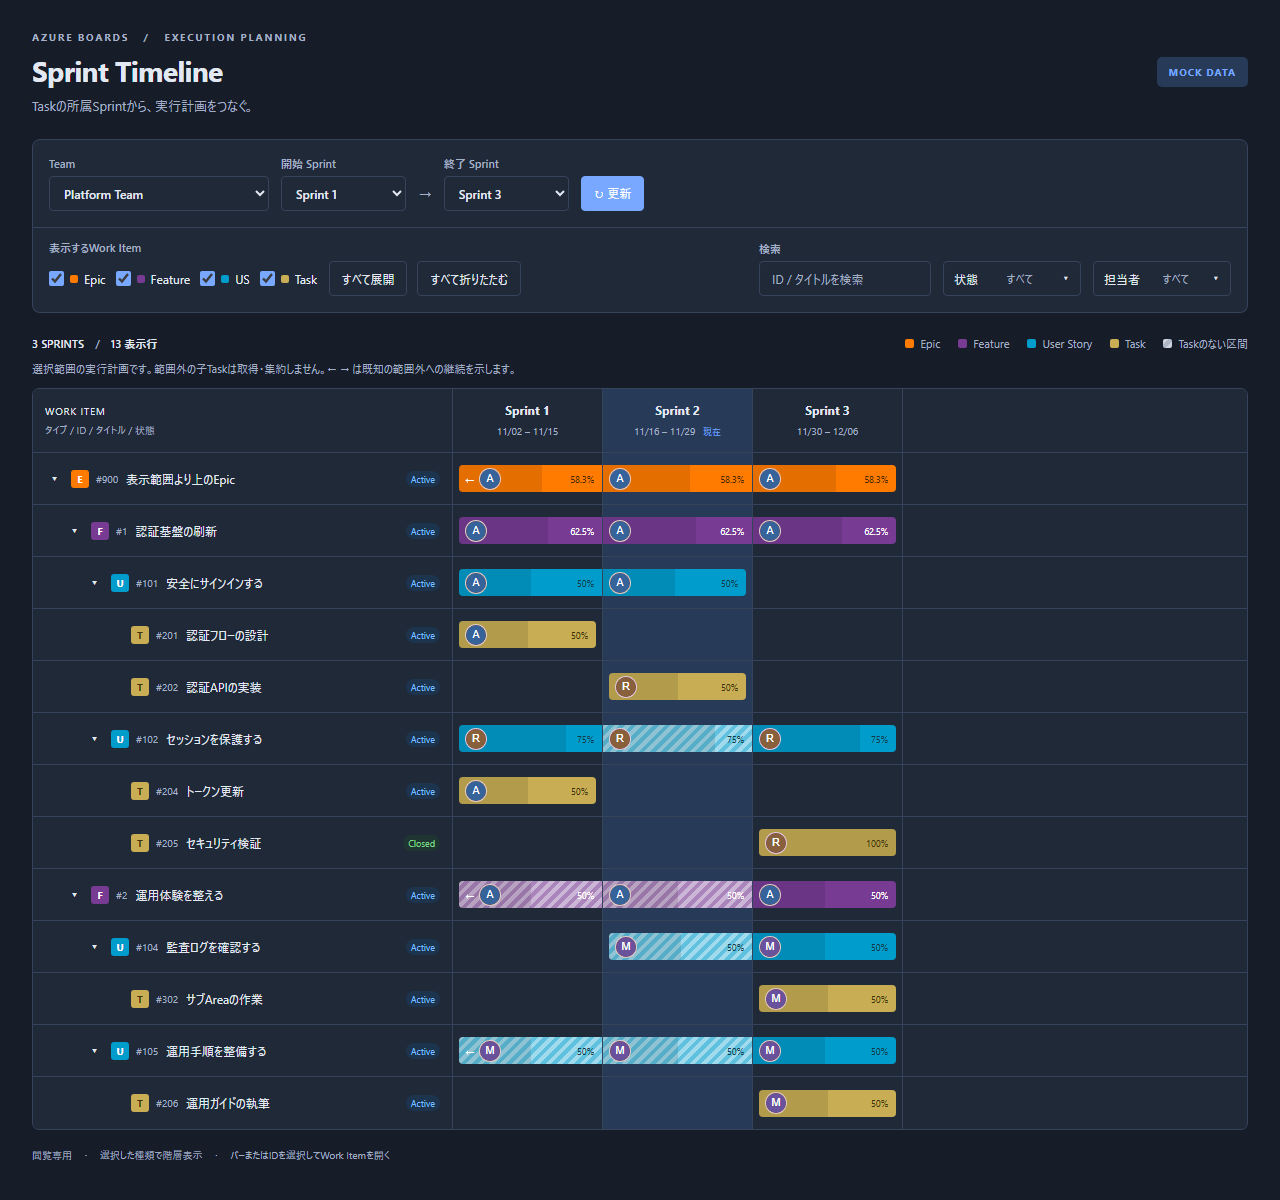 AZURE BOARDS / EXECUTION PLANNING
Sprint Timeline
MOCK DATA
Taskの所属Sprintから、実行計画をつなぐ。
Team 開始 Sprint 終了 Sprint
Platform Team Sprint 1 → Sprint 3 ↻ 更新
表示するWork Item 検索
Epic Feature US Task すべて展開 すべて折りたたむ ID / タイトルを検索 状態 すべて ▼ 担当者 すべて ▼
3 SPRINTS / 13 表示行 Epic Feature User Story Task Taskのない区間
選択範囲の実行計画です。範囲外の子Taskは取得・集約しません。← → は既知の範囲外への継続を示します。
WORK ITEM Sprint 1 Sprint 2 Sprint 3
タイプ / ID / タイトル / 状態 11/02 – 11/15 11/16 – 11/29 現在 11/30 – 12/06
▼ E #900 表示範囲より上のEpic Active ← A 58.3% A 58.3% A 58.3%
▼ F #1 認証基盤の刷新 Active A 62.5% A 62.5% A 62.5%
▼ U #101 安全にサインインする Active A 50% A 50%
T #201 認証フローの設計 Active A 50%
T #202 認証APIの実装 Active R 50%
▼ U #102 セッションを保護する Active R 75% R 75% R 75%
T #204 トークン更新 Active A 50%
T #205 セキュリティ検証 Closed R 100%
▼ F #2 運用体験を整える Active ← A 50% A 50% A 50%
▼ U #104 監査ログを確認する Active M 50% M 50%
T #302 サブAreaの作業 Active M 50%
▼ U #105 運用手順を整備する Active ← M 50% M 50% M 50%
T #206 運用ガイドの執筆 Active M 50%
閲覧専用 · 選択した種類で階層表示 · バーまたはIDを選択してWork Itemを開く